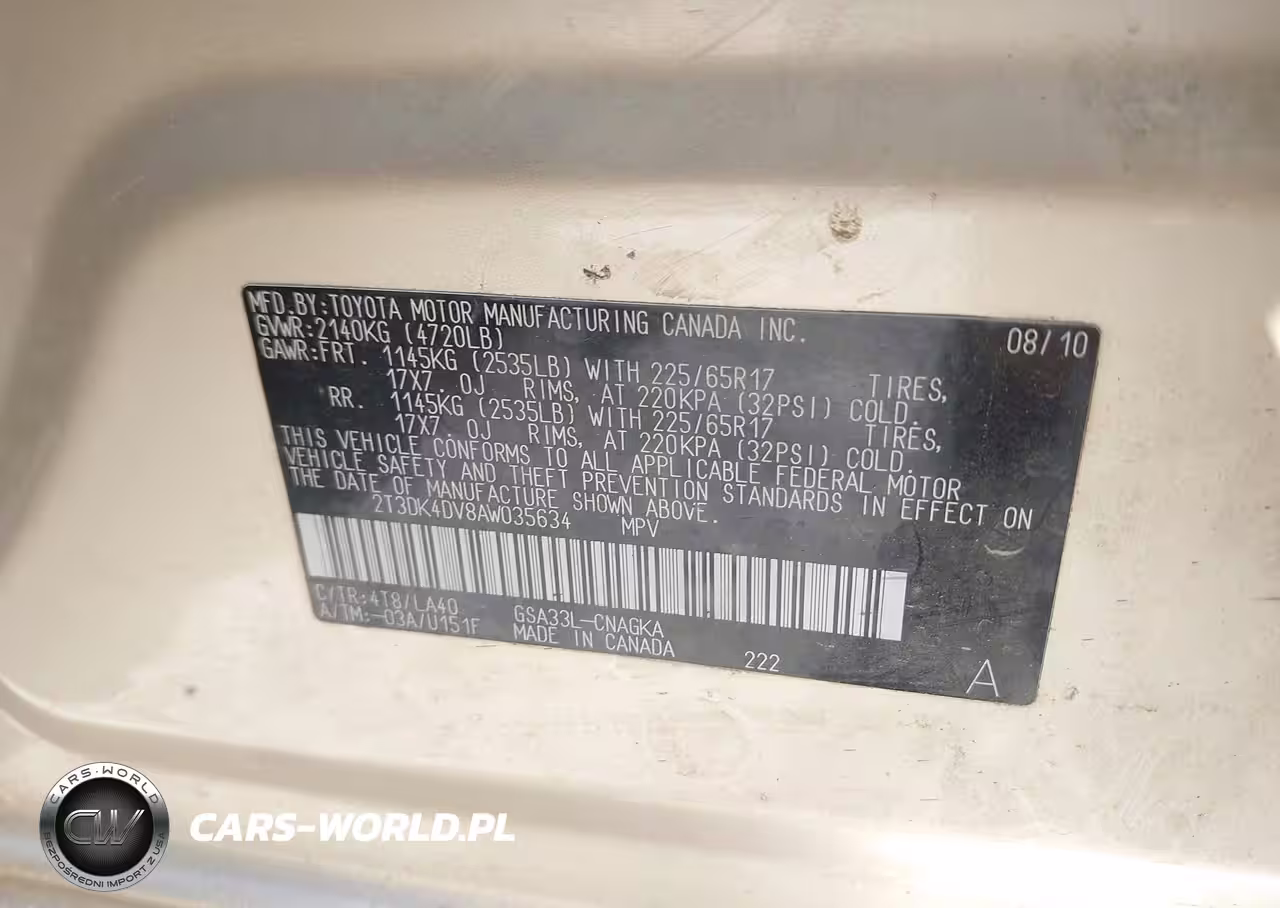 MFD.BY:TOYOTA MOTOR MANUFACTURING CANADA INC. 08/10
GVWR:2140KG (4720LB)
GAWR:FRT. 1145KG (2535LB) WITH 225/65R17 TIRES,
17X7.0J RIMS, AT 220KPA (32PSI) COLD.
RR. 1145KG (2535LB) WITH 225/65R17 TIRES,
17X7.0J RIMS, AT 220KPA (32PSI) COLD.
THIS VEHICLE CONFORMS TO ALL APPLICABLE FEDERAL MOTOR
VEHICLE SAFETY AND THEFT PREVENTION STANDARDS IN EFFECT ON
THE DATE OF MANUFACTURE SHOWN ABOVE.
2T3DK4DV8AW035634 MPV
C/TR:4T8/LA40 GSA33L-CNAGKA
A/TM:-03A/U151F MADE IN CANADA 222
A
CARS-WORLD
CW
BEZPOŚREDNI IMPORT Z USA
CARS-WORLD.PL